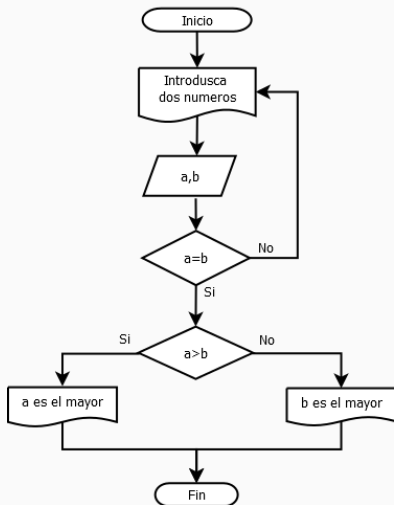 Inicio
Introdusca
dos numeros
a,b
a=b
No
Si
a>b
Si
No
a es el mayor
b es el mayor
Fin